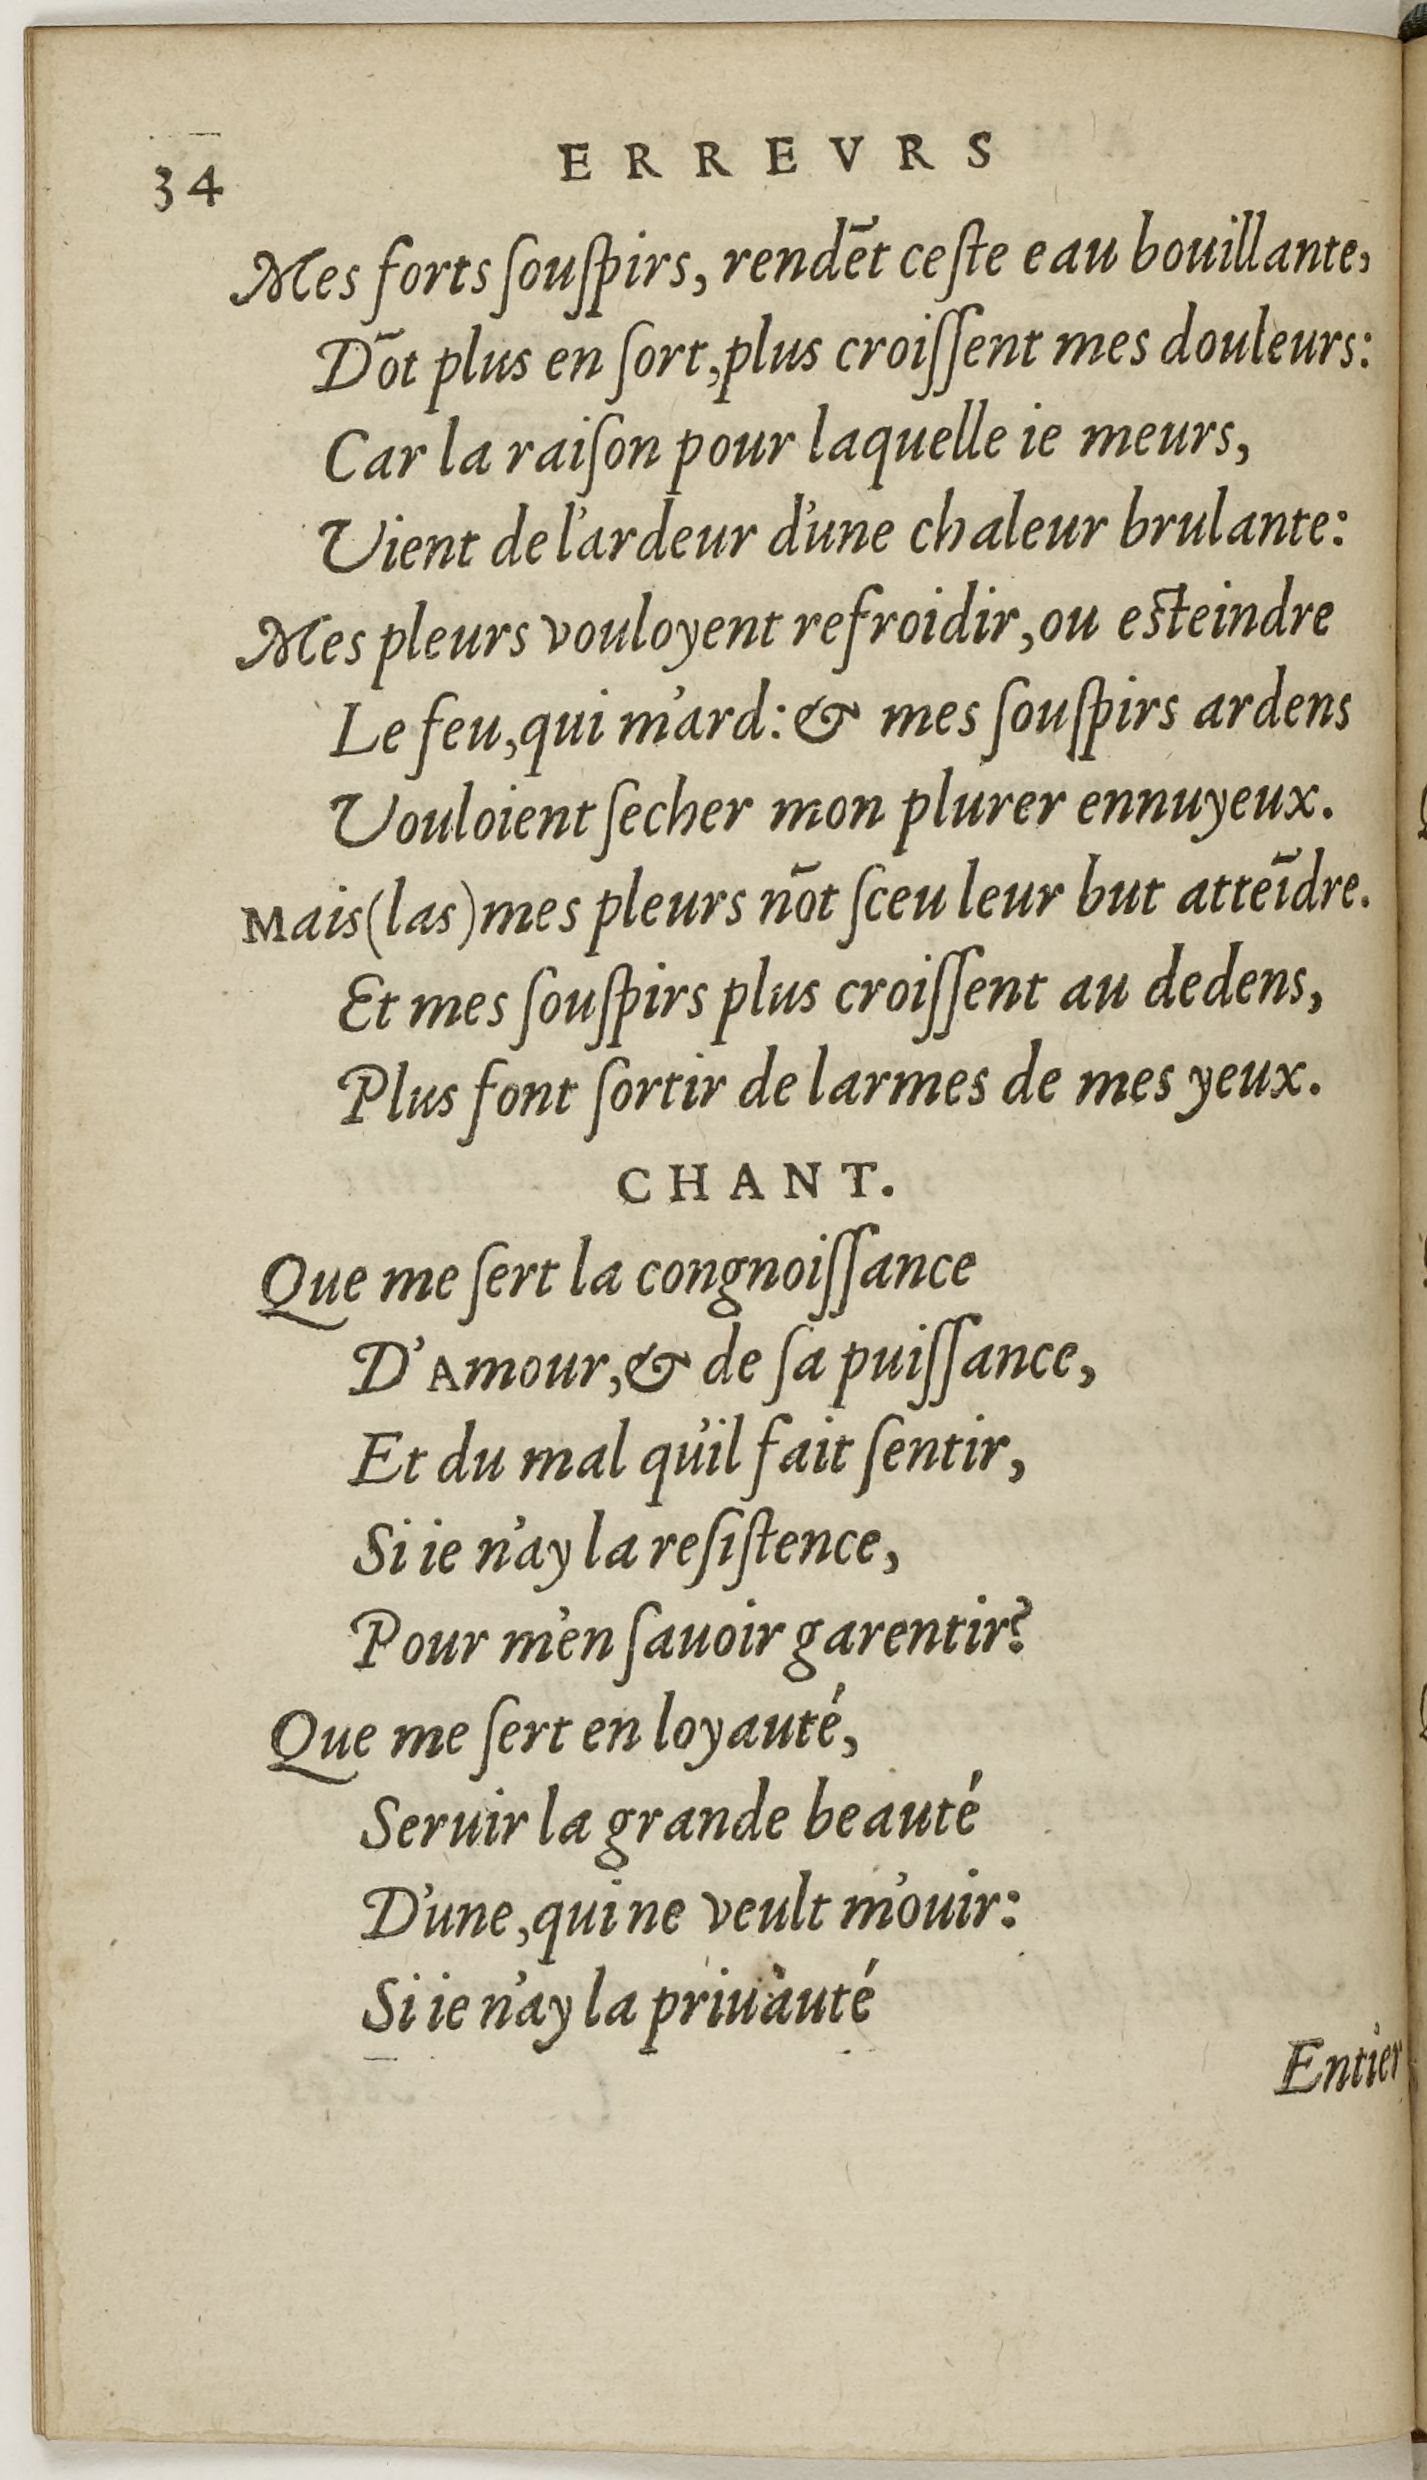 34
ERREVRS
Mes forts ſouſpirs, rendēt ceſte eau bouillante,
Dōt plus en ſort, plus croiſſent mes douleurs:
Car la raiſon pour laquelle ie meurs,
Vient de l'ardeur d'une chaleur brulante:
Mes pleurs vouloyent refroidir, ou eſteindre
Le feu, qui m'ard: & mes ſouſpirs ardens
Vouloient ſecher mon plurer ennuyeux.
Mais (las) mes pleurs nōt ſceu leur but atteīdre.
Et mes ſouſpirs plus croiſſent au dedens,
Plus font ſortir de larmes de mes yeux.
CHANT.
Que me ſert la congnoiſſance
D'Amour, & de ſa puiſſance,
Et du mal qu'il fait ſentir,
Si ie n'ay la reſiſtence,
Pour m'en ſauoir garentir?
Que me ſert en loyauté,
Seruir la grande beauté
D'une, qui ne veult m'ouir:
Si ie n'ay la priuauté
Entier